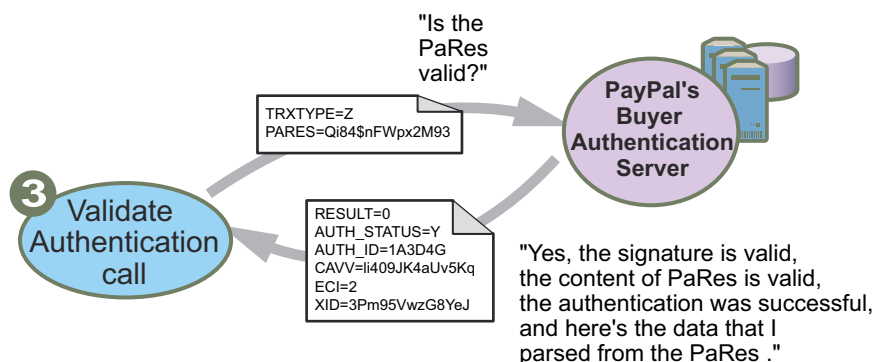 "Is the
PaRes
valid?"
TRXTYPE=Z
PARES=Qi84$nFWpx2M93
PayPal's
Buyer
Authentication
Server
3
Validate
Authentication
call
RESULT=0
AUTH_STATUS=Y
AUTH_ID=1A3D4G
CAVV=li409JK4aUv5Kq
ECI=2
XID=3Pm95VwzG8YeJ
"Yes, the signature is valid,
the content of PaRes is valid,
the authentication was successful,
and here's the data that I
parsed from the PaRes ."